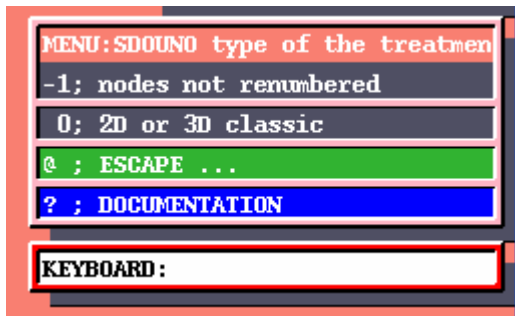 MENU:SDOUNO type of the treatmen
-1; nodes not renumbered
0; 2D or 3D classic
@ ; ESCAPE ...
? ; DOCUMENTATION
KEYBOARD: